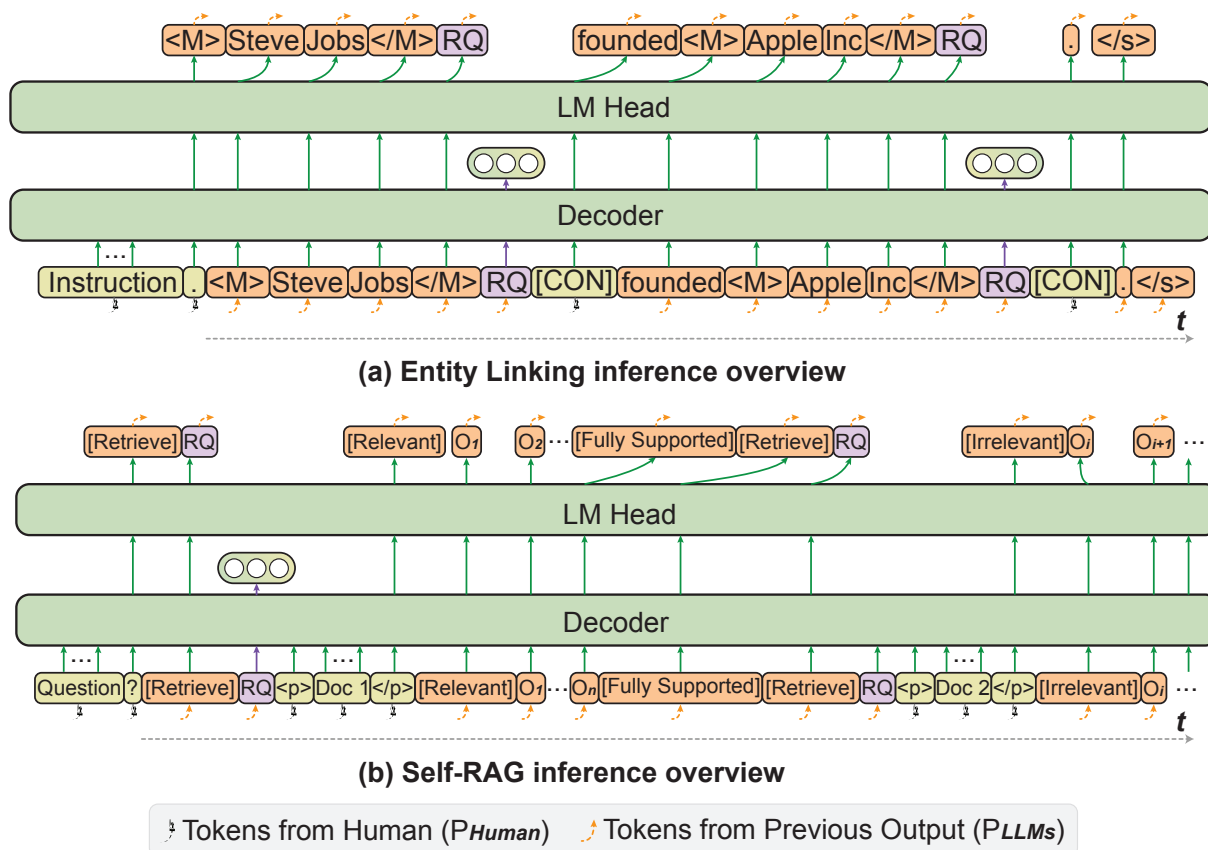 <M> Steve Jobs </M> RQ founded <M> Apple Inc </M> RQ . </s>
LM Head
Decoder
...
Instruction . <M> Steve Jobs </M> RQ [CON] founded <M> Apple Inc </M> RQ [CON] . </s>
t
(a) Entity Linking inference overview
[Retrieve] RQ [Relevant] O1 O2 ... [Fully Supported] [Retrieve] RQ [Irrelevant] Oi Oi+1 ...
LM Head
Decoder
... ... ...
Question ? [Retrieve] RQ <p> Doc 1 </p> [Relevant] O1 ... On [Fully Supported] [Retrieve] RQ <p> Doc 2 </p> [Irrelevant] Oi ...
t
(b) Self-RAG inference overview
Tokens from Human (PHuman) Tokens from Previous Output (PLLMs)